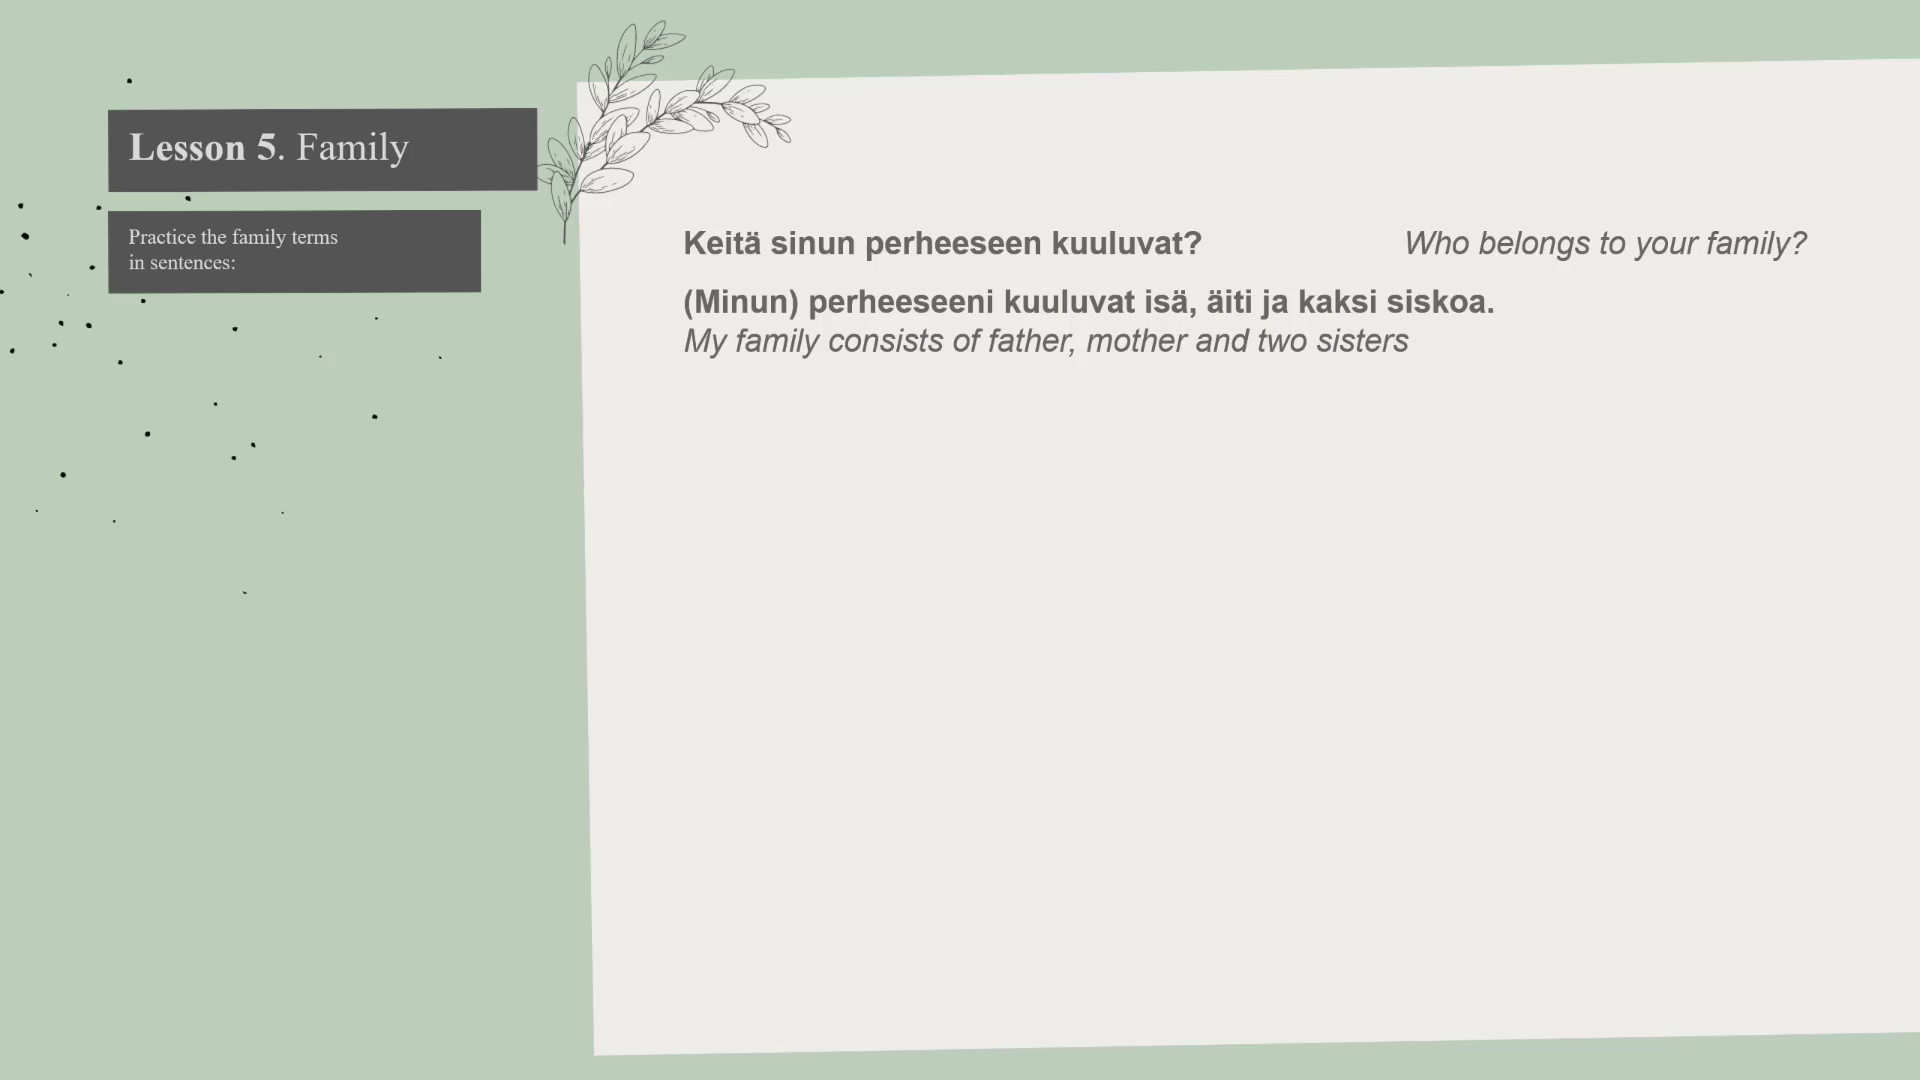 Lesson 5. Family
Practice the family terms
in sentences:
Keitä sinun perheeseen kuuluvat? Who belongs to your family?
(Minun) perheeseeni kuuluvat isä, äiti ja kaksi siskoa.
My family consists of father, mother and two sisters